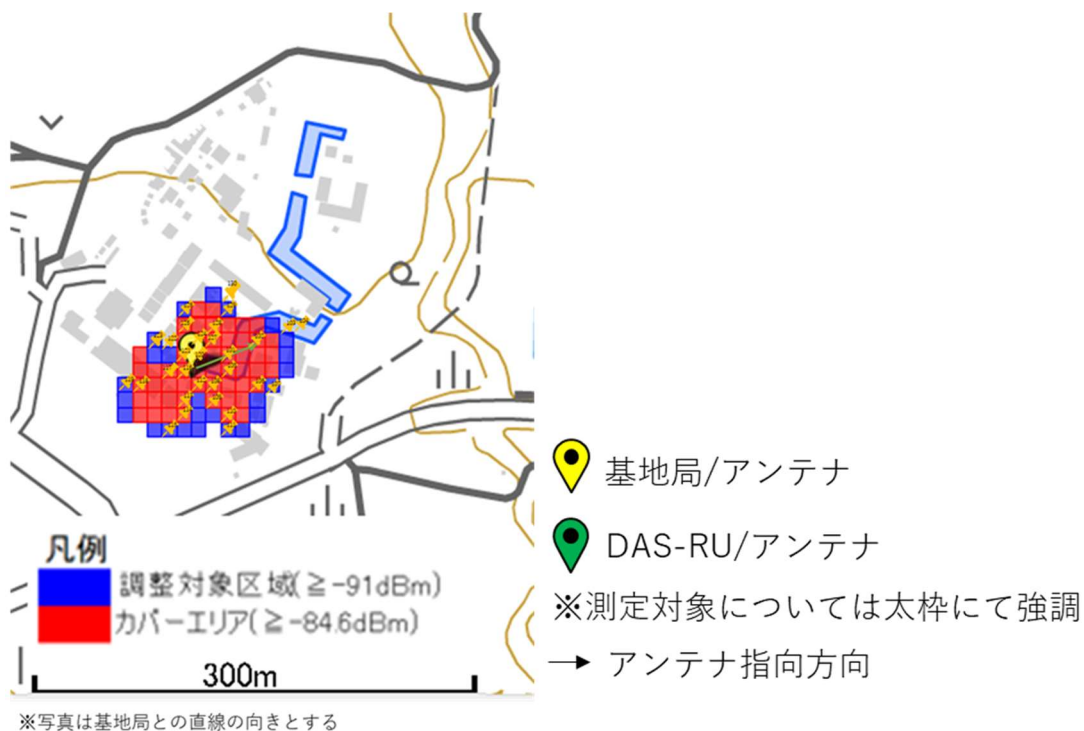 基地局/アンテナ
DAS-RU/アンテナ
※測定対象については太枠にて強調
アンテナ指向方向
凡例
調整対象区域(≧-91dBm)
カバーエリア(≧-84.6dBm)
300m
※写真は基地局との直線の向きとする